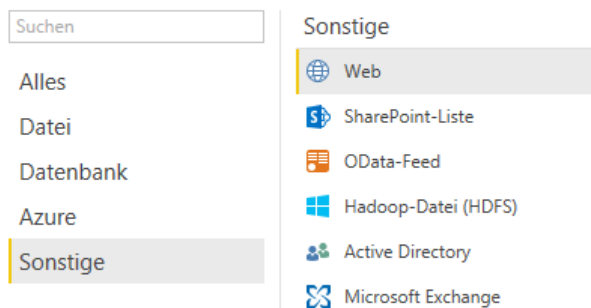 Suchen
Alles
Datei
Datenbank
Azure
Sonstige
Sonstige
Web
SharePoint-Liste
OData-Feed
Hadoop-Datei (HDFS)
Active Directory
Microsoft Exchange